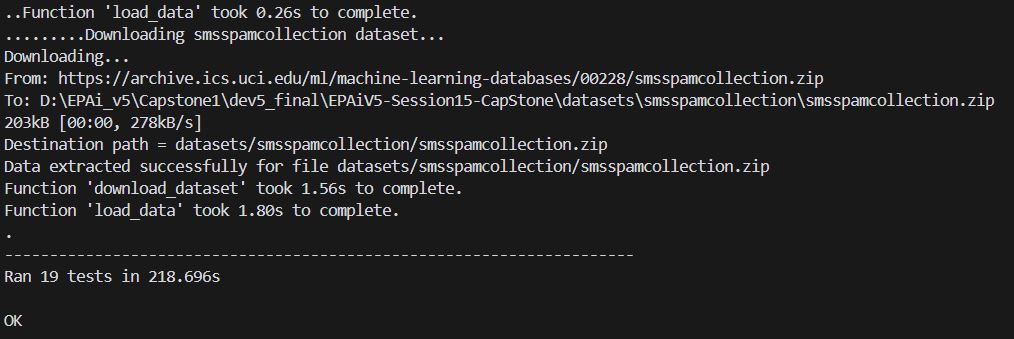 ..Function 'load_data' took 0.26s to complete.
.........Downloading smsspamcollection dataset...
Downloading...
From: https://archive.ics.uci.edu/ml/machine-learning-databases/00228/smsspamcollection.zip
To: D:\EPAi_v5\Capstone1\dev5_final\EPAiV5-Session15-CapStone\datasets\smsspamcollection\smsspamcollection.zip
203kB [00:00, 278kB/s]
Destination path = datasets/smsspamcollection/smsspamcollection.zip
Data extracted successfully for file datasets/smsspamcollection/smsspamcollection.zip
Function 'download_dataset' took 1.56s to complete.
Function 'load_data' took 1.80s to complete.
.
----------------------------------------------------------------------
Ran 19 tests in 218.696s
OK